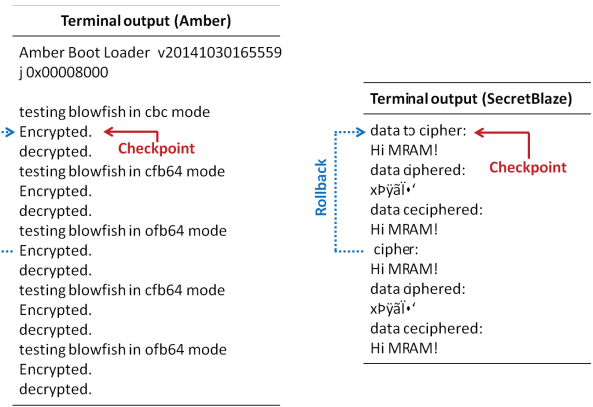 Terminal output (Amber)
Amber Boot Loader v20141030165559
j 0x00008000
testing blowfish in cbc mode
Encrypted.
Checkpoint
decrypted.
testing blowfish in cfb64 mode
Encrypted.
decrypted.
testing blowfish in ofb64 mode
Encrypted.
decrypted.
testing blowfish in cfb64 mode
Encrypted.
decrypted.
testing blowfish in ofb64 mode
Encrypted.
decrypted.
Terminal output (SecretBlaze)
Rollback
data to cipher:
Hi MRAM!
Checkpoint
data ciphered:
xÞÿãÏ•‘
data deciphered:
Hi MRAM!
cipher:
Hi MRAM!
data ciphered:
xÞÿãÏ•‘
data deciphered:
Hi MRAM!